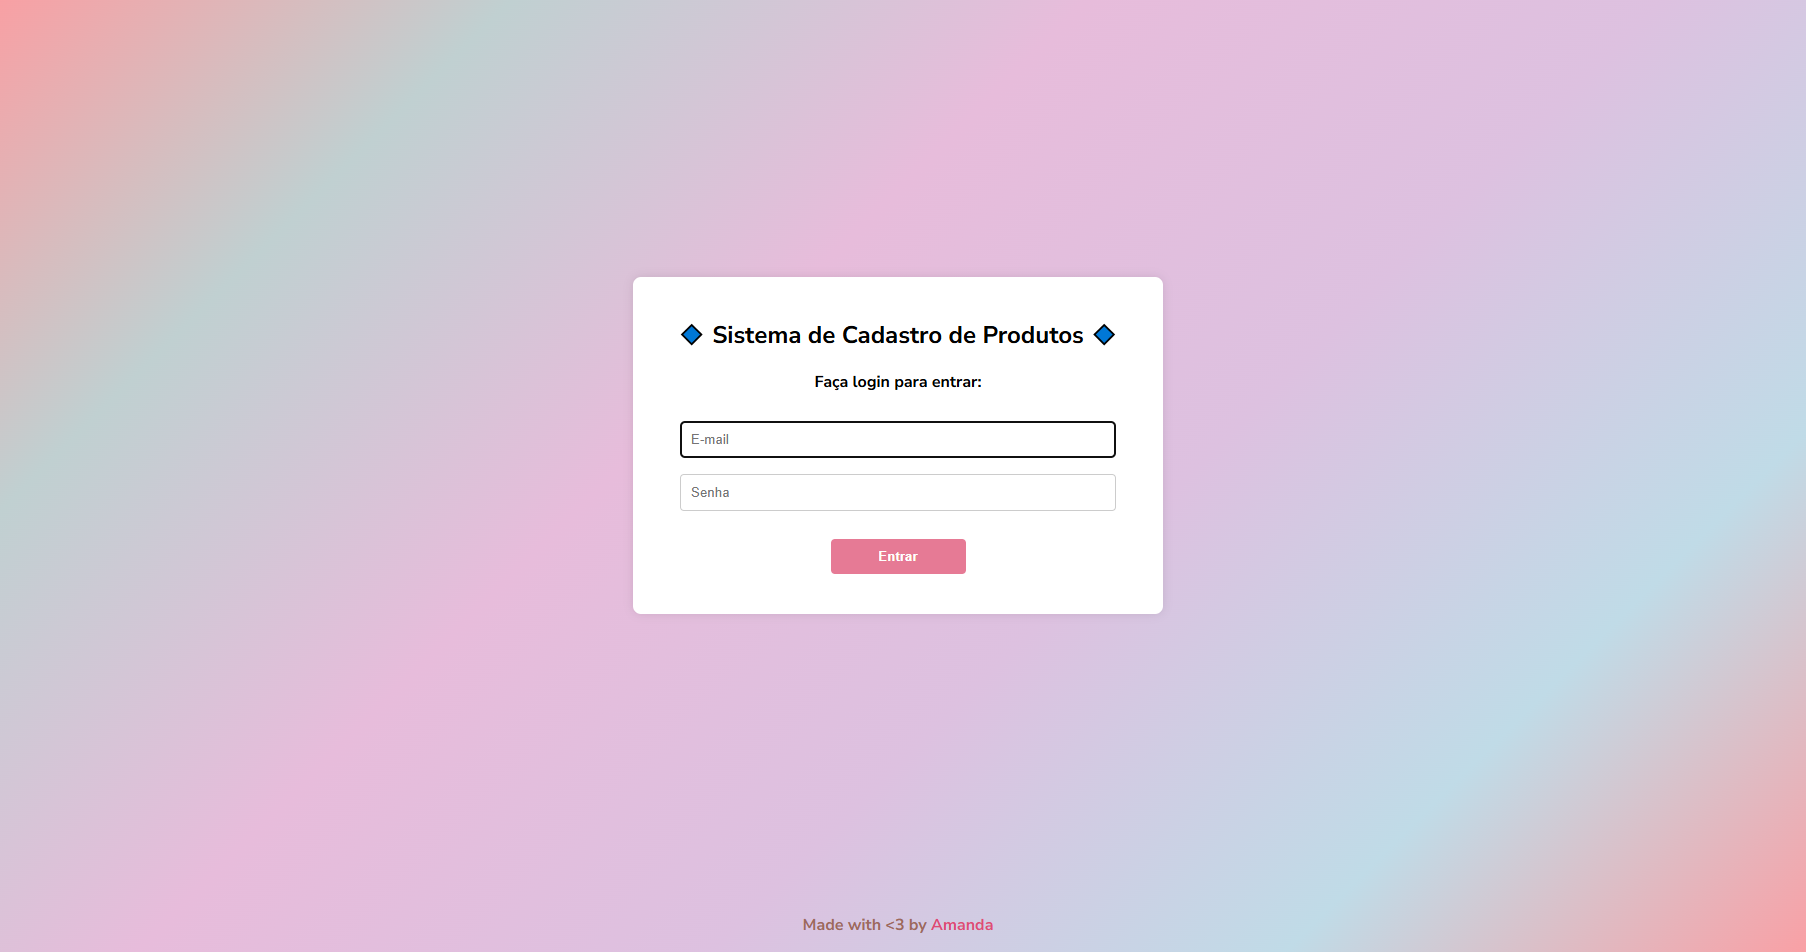 🔷 Sistema de Cadastro de Produtos 🔷
Faça login para entrar:
E-mail
Senha
Entrar
Made with <3 by Amanda